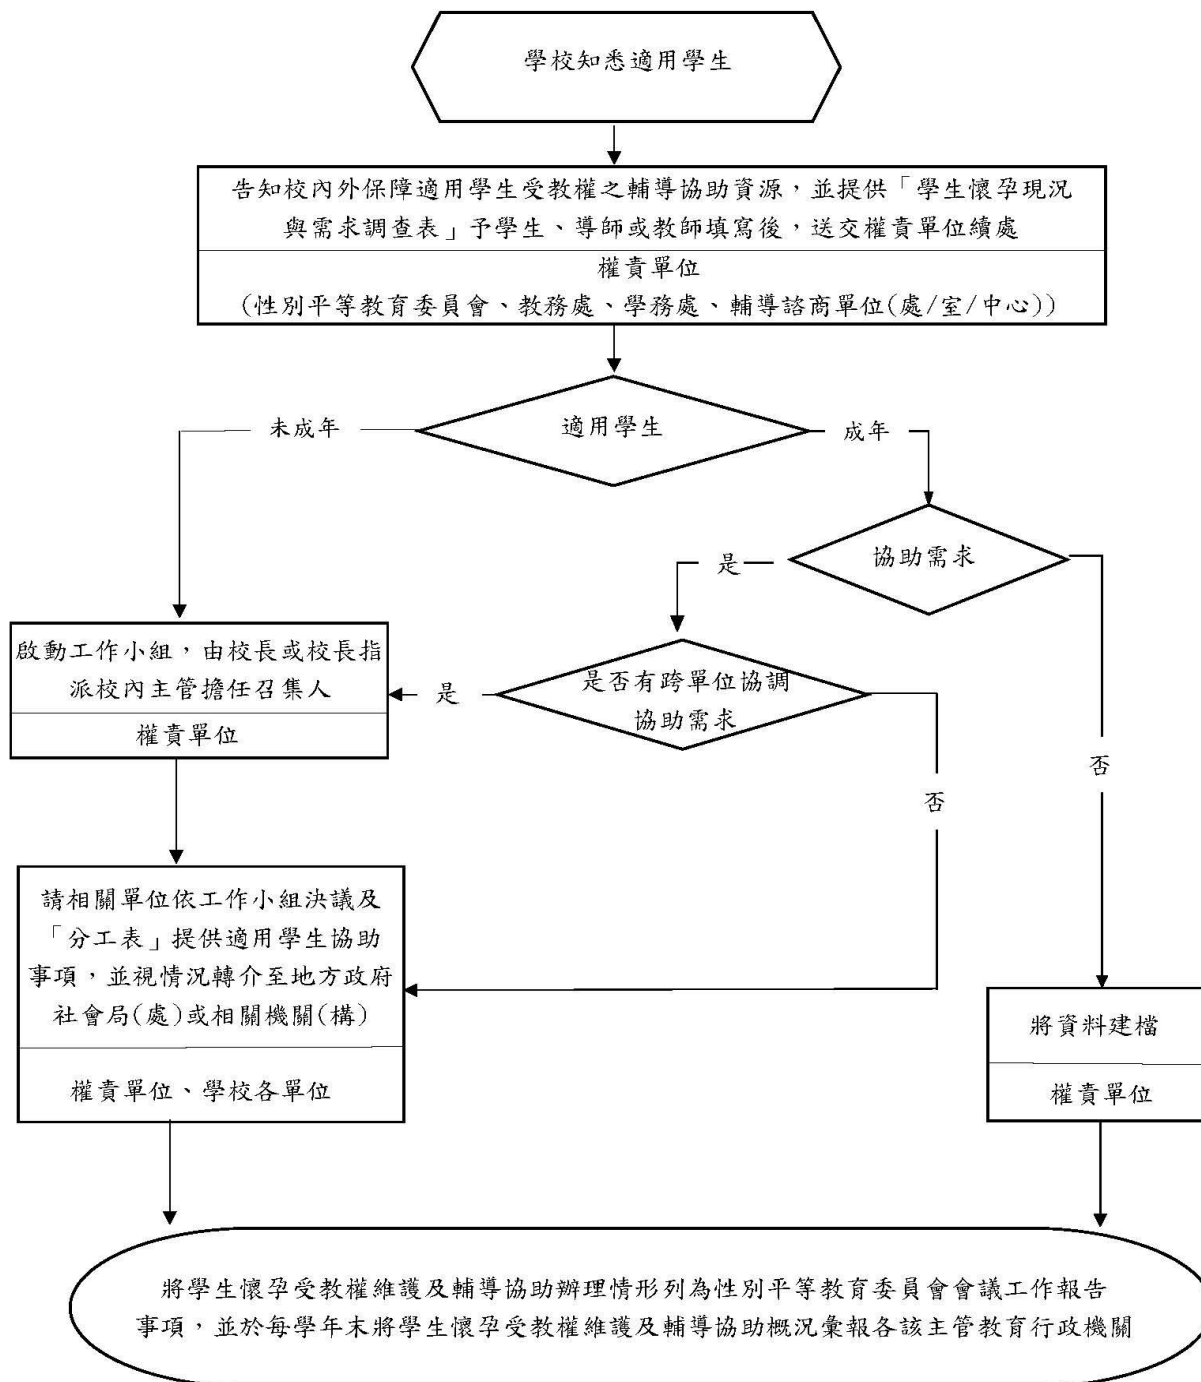 學校知悉適用學生
告知校內外保障適用學生受教權之輔導協助資源，並提供「學生懷孕現況
與需求調查表」予學生、導師或教師填寫後，送交權責單位續處
權責單位
(性別平等教育委員會、教務處、學務處、輔導諮商單位(處/室/中心))
適用學生
未成年
成年
協助需求
是
否
是否有跨單位協調
協助需求
是
否
啟動工作小組，由校長或校長指
派校內主管擔任召集人
權責單位
請相關單位依工作小組決議及
「分工表」提供適用學生協助
事項，並視情況轉介至地方政府
社會局(處)或相關機關(構)
權責單位、學校各單位
將資料建檔
權責單位
將學生懷孕受教權維護及輔導協助辦理情形列為性別平等教育委員會會議工作報告
事項，並於每學年末將學生懷孕受教權維護及輔導協助概況彙報各該主管教育行政機關